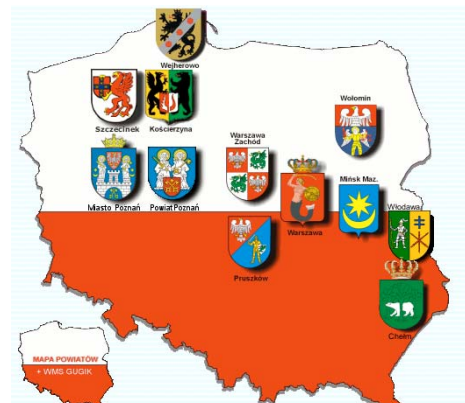 Wejherowo
Szczecinek
Kościerzyna
Wołomin
Warszawa
Zachód
Miasto Poznań
Powiat Poznań
Mińsk Maz.
Warszawa
Włodawa
Pruszków
Chełm
MAPA POWIATÓW
+ WMS GUGIK